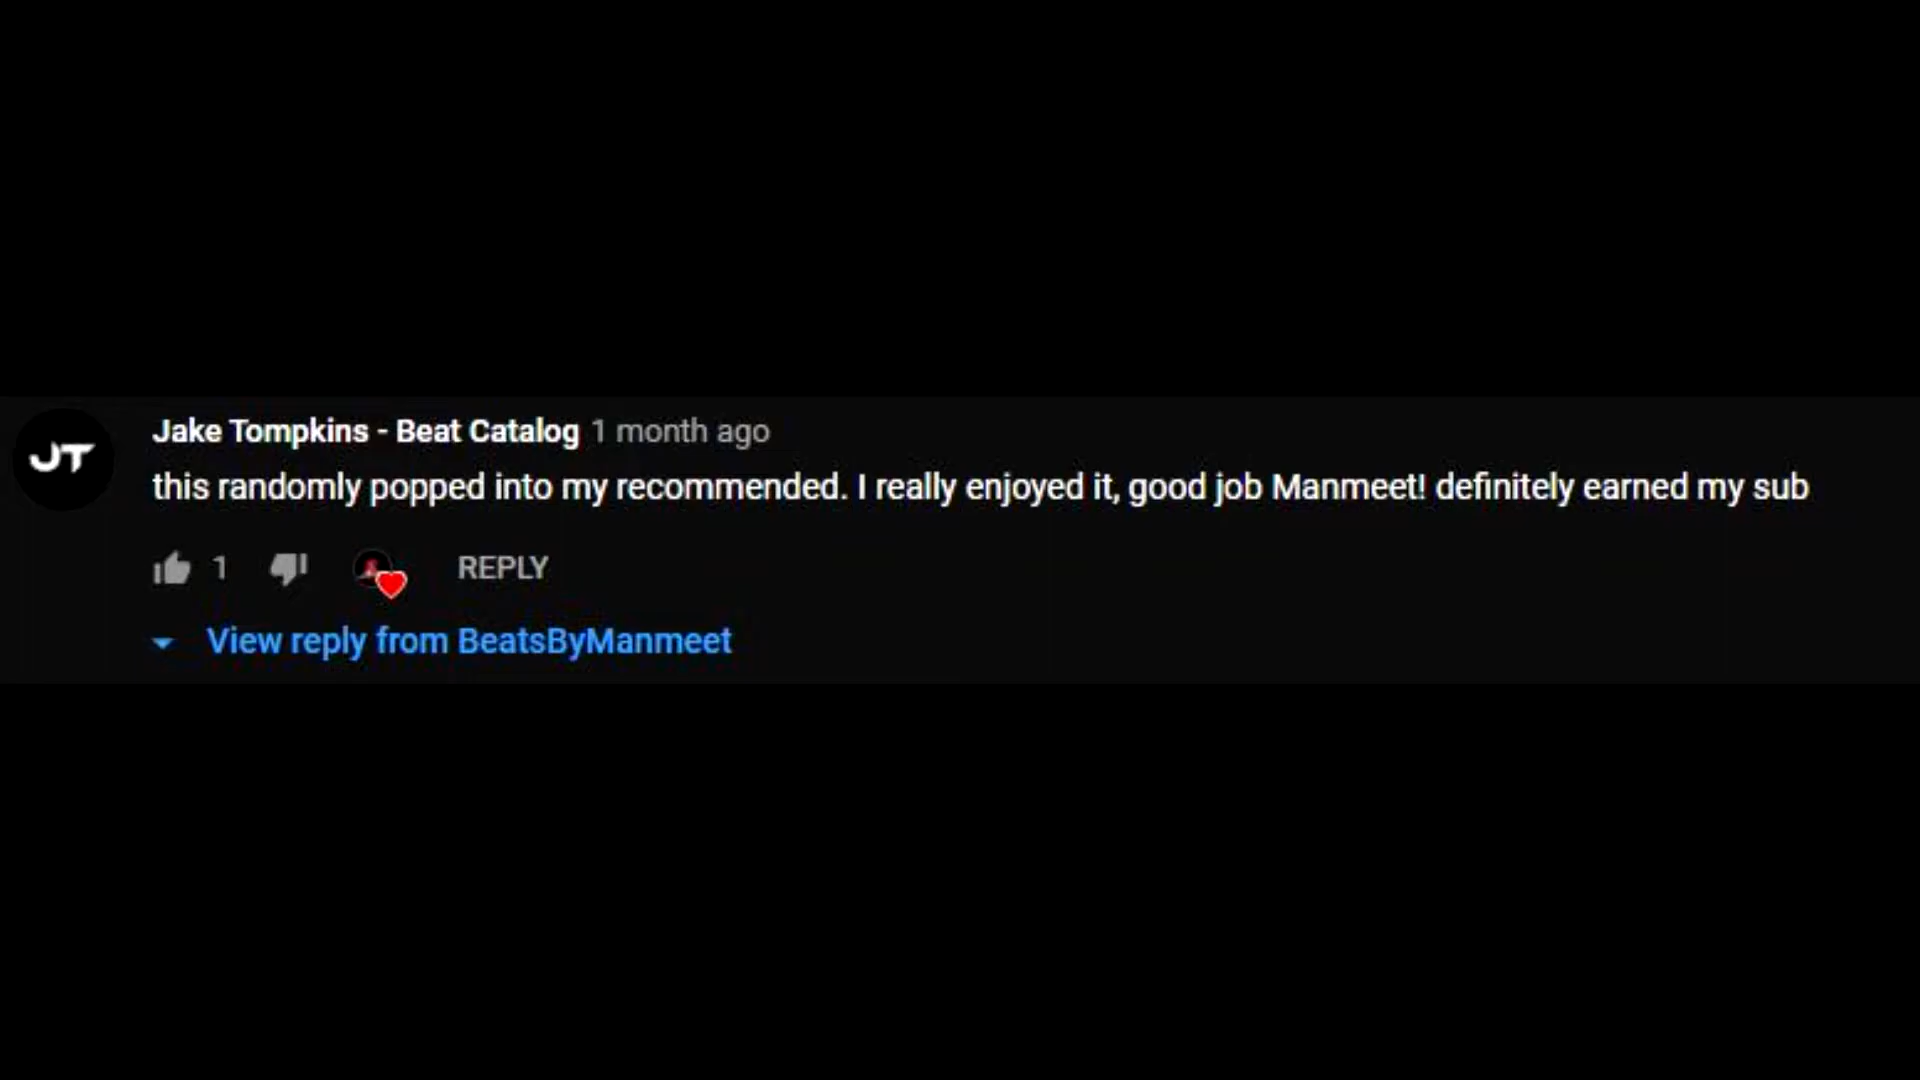 JT
Jake Tompkins - Beat Catalog 1 month ago
this randomly popped into my recommended. I really enjoyed it, good job Manmeet! definitely earned my sub
1 REPLY
View reply from BeatsByManmeet